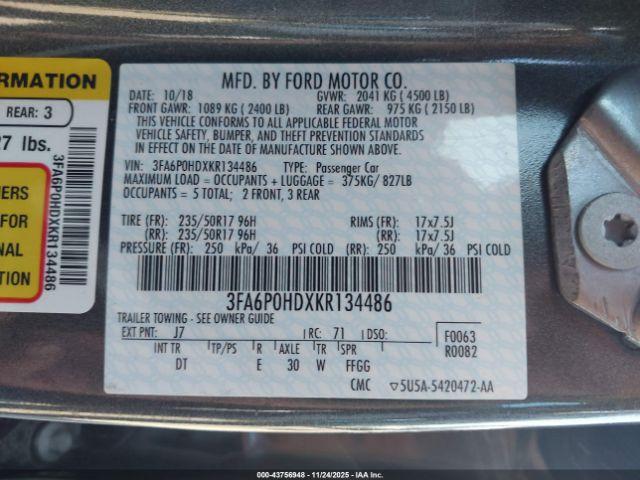 ORMATION
REAR: 3
27 lbs.
3FA6P0HDXKR134486
NERS
FOR
NAL
ION
MFD. BY FORD MOTOR CO.
DATE: 10/18 GVWR: 2041 KG ( 4500 LB)
FRONT GAWR: 1089 KG ( 2400 LB) REAR GAWR: 975 KG ( 2150 LB)
THIS VEHICLE CONFORMS TO ALL APPLICABLE FEDERAL MOTOR
VEHICLE SAFETY, BUMPER, AND THEFT PREVENTION STANDARDS
IN EFFECT ON THE DATE OF MANUFACTURE SHOWN ABOVE.
VIN: 3FA6P0HDXKR134486 TYPE: Passenger Car
MAXIMUM LOAD = OCCUPANTS + LUGGAGE = 375KG/ 827LB
OCCUPANTS = 5 TOTAL; 2 FRONT, 3 REAR
TIRE (FR): 235/50R17 96H RIMS (FR): 17x7.5J
(RR): 235/50R17 96H (RR): 17x7.5J
PRESSURE (FR): 250 kPa/ 36 PSI COLD (RR): 250 kPa/ 36 PSI COLD
3FA6P0HDXKR134486
TRAILER TOWING - SEE OWNER GUIDE
EXT PNT: J7 RC: 71 DSO: F0063
R0082
INT TR TP/PS R AXLE TR SPR
DT E 30 W FFGG
CMC ▽5U5A-5420472-AA
000-43756948 - 11/24/2025 - IAA, Inc.